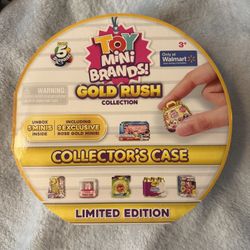 5
TOY
MINI
BRANDS!
GOLD RUSH
COLLECTION
3+
Only at
Walmart
WARNING
UNBOX
5 MINIS
INSIDE
INCLUDING
3 EXCLUSIVE
ROSE GOLD MINIS!
COLLECTOR'S CASE
LIMITED EDITION